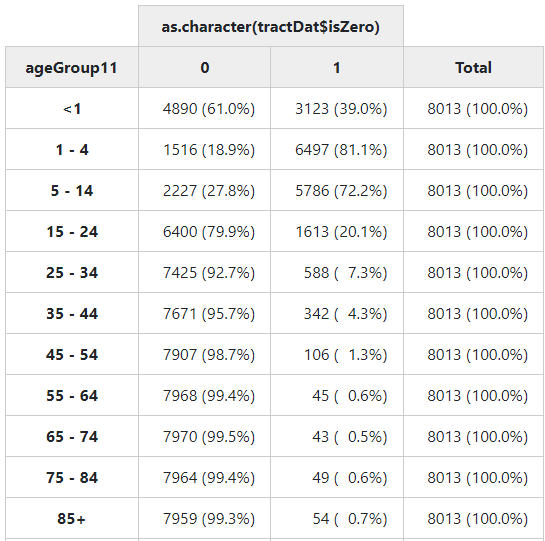 as.character(tractDat$isZero)
ageGroup11 0 1 Total
<1 4890 (61.0%) 3123 (39.0%) 8013 (100.0%)
1 - 4 1516 (18.9%) 6497 (81.1%) 8013 (100.0%)
5 - 14 2227 (27.8%) 5786 (72.2%) 8013 (100.0%)
15 - 24 6400 (79.9%) 1613 (20.1%) 8013 (100.0%)
25 - 34 7425 (92.7%) 588 ( 7.3%) 8013 (100.0%)
35 - 44 7671 (95.7%) 342 ( 4.3%) 8013 (100.0%)
45 - 54 7907 (98.7%) 106 ( 1.3%) 8013 (100.0%)
55 - 64 7968 (99.4%) 45 ( 0.6%) 8013 (100.0%)
65 - 74 7970 (99.5%) 43 ( 0.5%) 8013 (100.0%)
75 - 84 7964 (99.4%) 49 ( 0.6%) 8013 (100.0%)
85+ 7959 (99.3%) 54 ( 0.7%) 8013 (100.0%)